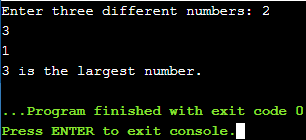 Enter three different numbers: 2
3
1
3 is the largest number.
...Program finished with exit code 0
Press ENTER to exit console.